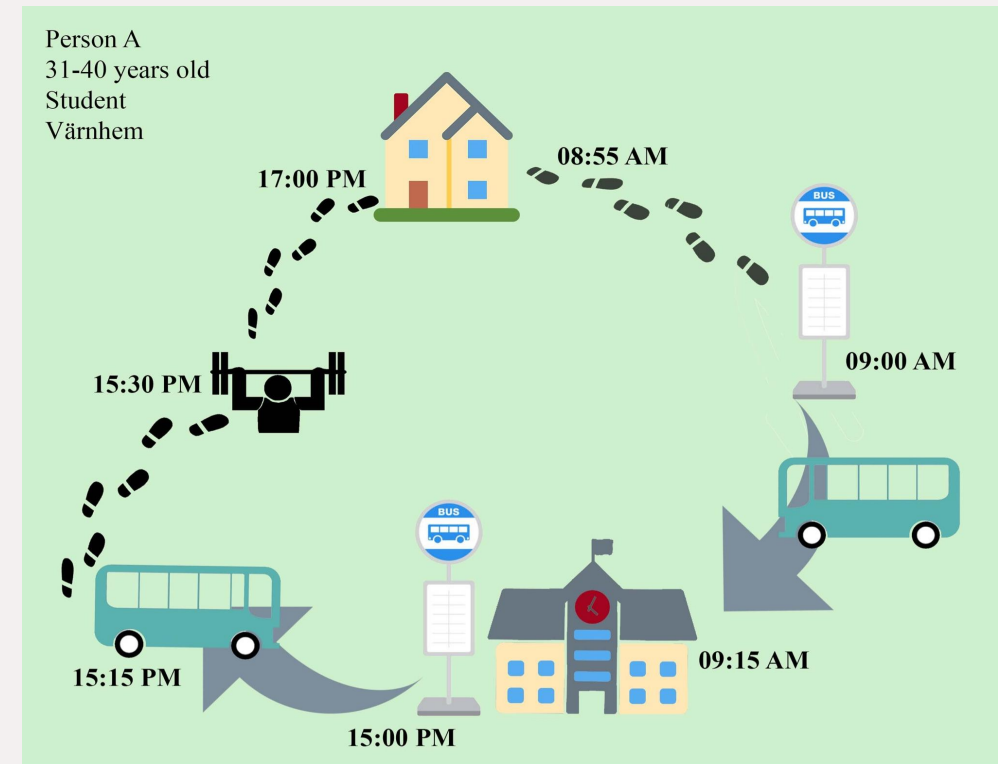 Person A
31-40 years old
Student
Värnhem
17:00 PM
08:55 AM
BUS
09:00 AM
15:30 PM
BUS
09:15 AM
15:15 PM
15:00 PM